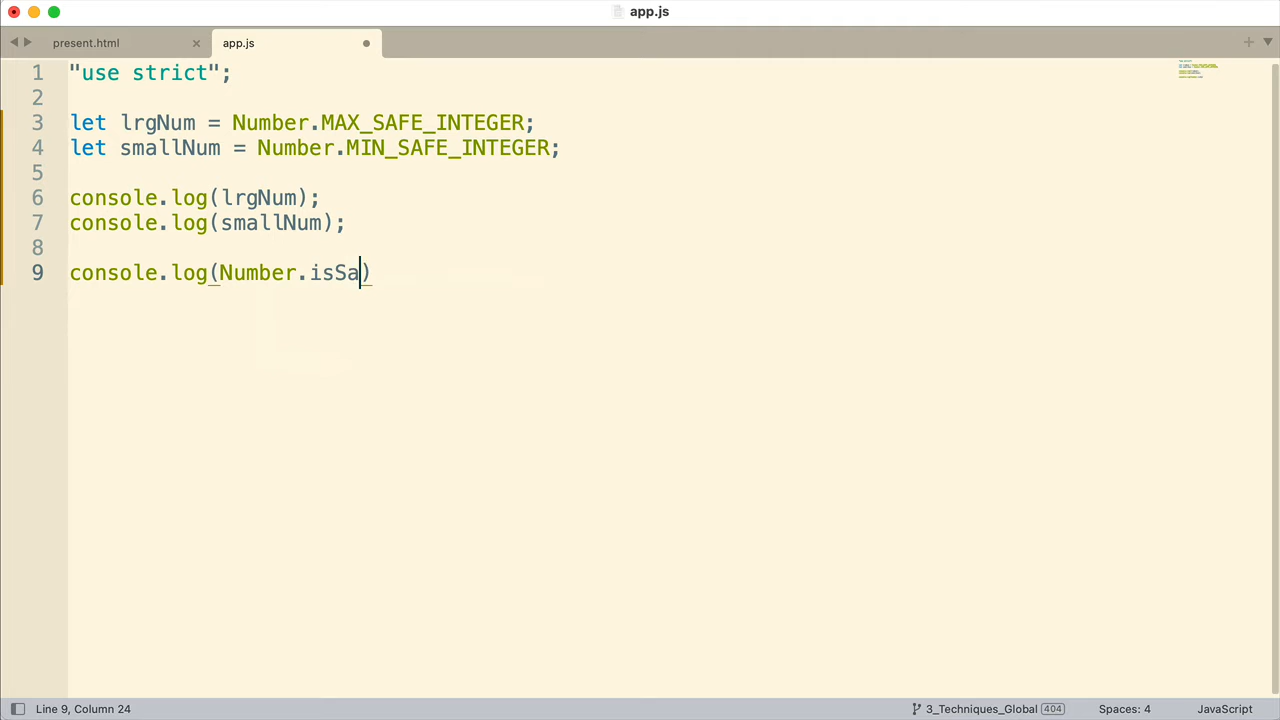 app.js
present.html
app.js
1 "use strict";
2
3 let lrgNum = Number.MAX_SAFE_INTEGER;
4 let smallNum = Number.MIN_SAFE_INTEGER;
5
6 console.log(lrgNum);
7 console.log(smallNum);
8
9 console.log(Number.isSa)
Line 9, Column 24
3_Techniques_Global 404
Spaces: 4
JavaScript